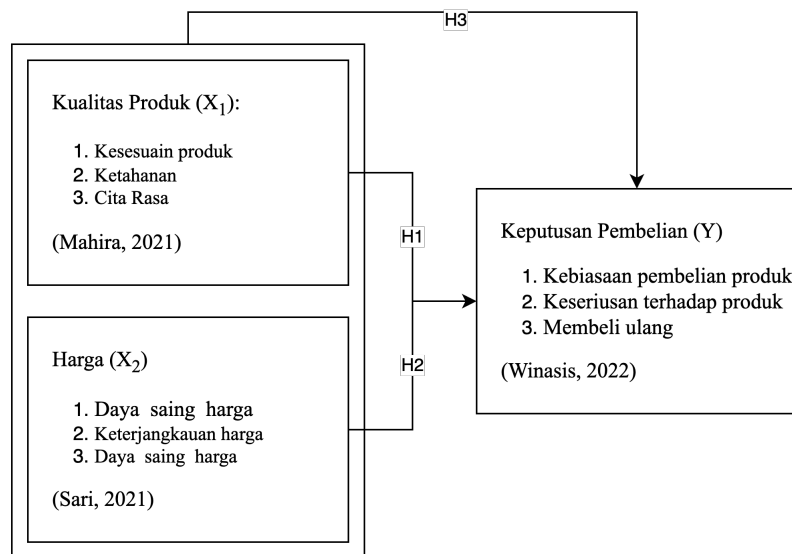 H3
Kualitas Produk (X1):
1. Kesesuain produk
2. Ketahanan
3. Cita Rasa
(Mahira, 2021)
H1
Keputusan Pembelian (Y)
1. Kebiasaan pembelian produk
2. Keseriusan terhadap produk
3. Membeli ulang
(Winasis, 2022)
H2
Harga (X2)
1. Daya saing harga
2. Keterjangkauan harga
3. Daya saing harga
(Sari, 2021)